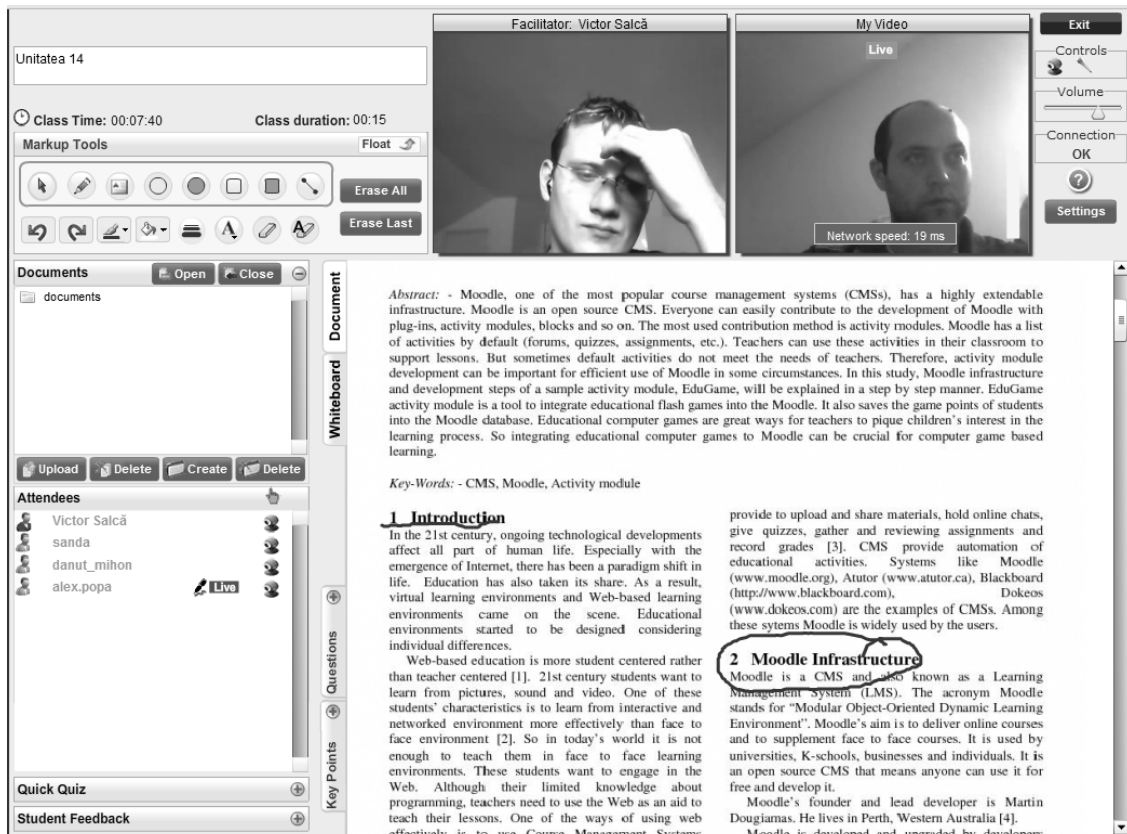 Facilitator: Victor Salcă
My Video
Exit
Live
Controls
Unitatea 14
Volume
Class Time: 00:07:40
Class duration: 00:15
Connection
OK
Markup Tools
Float
Erase All
Erase Last
Settings
Network speed: 19 ms
Documents
Open
Close
documents
Upload
Delete
Create
Delete
Attendees
Victor Salcă
sanda
danut_mihon
alex.popa
Live
Quick Quiz
Student Feedback
Document
Whiteboard
Questions
Key Points
Abstract: - Moodle, one of the most popular course management systems (CMSs), has a highly extendable
infrastructure. Moodle is an open source CMS. Everyone can easily contribute to the development of Moodle with
plug-ins, activity modules, blocks and so on. The most used contribution method is activity modules. Moodle has a list
of activities by default (forums, quizzes, assignments, etc.). Teachers can use these activities in their classroom to
support lessons. But sometimes default activities do not meet the needs of teachers. Therefore, activity module
development can be important for efficient use of Moodle in some circumstances. In this study, Moodle infrastructure
and development steps of a sample activity module, EduGame, will be explained in a step by step manner. EduGame
activity module is a tool to integrate educational flash games into the Moodle. It also saves the game points of students
into the Moodle database. Educational computer games are great ways for teachers to pique children's interest in the
learning process. So integrating educational computer games to Moodle can be crucial for computer game based
learning.
Key-Words: - CMS, Moodle, Activity module
1 Introduction
In the 21st century, ongoing technological developments
affect all part of human life. Especially with the
emergence of Internet, there has been a paradigm shift in
life. Education has also taken its share. As a result,
virtual learning environments and Web-based learning
environments came on the scene. Educational
environments started to be designed considering
individual differences.
Web-based education is more student centered rather
than teacher centered [1]. 21st century students want to
learn from pictures, sound and video. One of these
students' characteristics is to learn from interactive and
networked environment more effectively than face to
face environment [2]. So in today's world it is not
enough to teach them in face to face learning
environments. These students want to engage in the
Web. Although their limited knowledge about
programming, teachers need to use the Web as an aid to
teach their lessons. One of the ways of using web
effectively is to use Course Management Systems
provide to upload and share materials, hold online chats,
give quizzes, gather and reviewing assignments and
record grades [3]. CMS provide automation of
educational activities. Systems like Moodle
(www.moodle.org), Atutor (www.atutor.ca), Blackboard
(http://www.blackboard.com), Dokeos
(www.dokeos.com) are the examples of CMSs. Among
these sytems Moodle is widely used by the users.
2 Moodle Infrastructure
Moodle is a CMS and also known as a Learning
Management System (LMS). The acronym Moodle
stands for "Modular Object-Oriented Dynamic Learning
Environment". Moodle's aim is to deliver online courses
and to supplement face to face courses. It is used by
universities, K-schools, businesses and individuals. It is
an open source CMS that means anyone can use it for
free and develop it.
Moodle's founder and lead developer is Martin
Dougiamas. He lives in Perth, Western Australia [4].
Moodle is developed and upgraded by developers